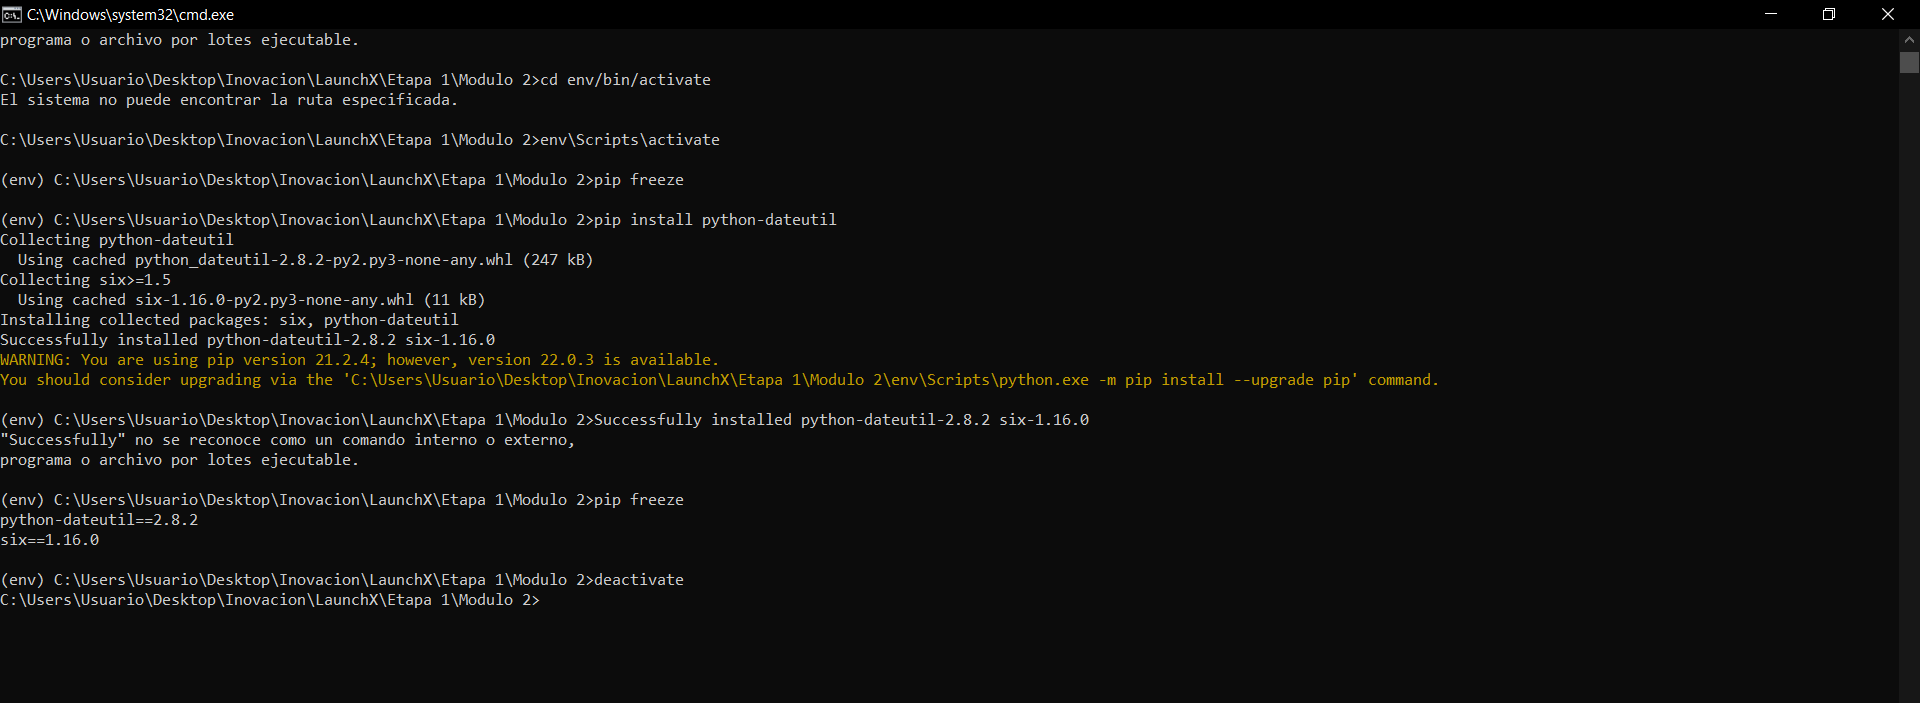 C:\Windows\system32\cmd.exe
programa o archivo por lotes ejecutable.
C:\Users\Usuario\Desktop\Inovacion\LaunchX\Etapa 1\Modulo 2>cd env/bin/activate
El sistema no puede encontrar la ruta especificada.
C:\Users\Usuario\Desktop\Inovacion\LaunchX\Etapa 1\Modulo 2>env\Scripts\activate
(env) C:\Users\Usuario\Desktop\Inovacion\LaunchX\Etapa 1\Modulo 2>pip freeze
(env) C:\Users\Usuario\Desktop\Inovacion\LaunchX\Etapa 1\Modulo 2>pip install python-dateutil
Collecting python-dateutil
  Using cached python_dateutil-2.8.2-py2.py3-none-any.whl (247 kB)
Collecting six>=1.5
  Using cached six-1.16.0-py2.py3-none-any.whl (11 kB)
Installing collected packages: six, python-dateutil
Successfully installed python-dateutil-2.8.2 six-1.16.0
WARNING: You are using pip version 21.2.4; however, version 22.0.3 is available.
You should consider upgrading via the 'C:\Users\Usuario\Desktop\Inovacion\LaunchX\Etapa 1\Modulo 2\env\Scripts\python.exe -m pip install --upgrade pip' command.
(env) C:\Users\Usuario\Desktop\Inovacion\LaunchX\Etapa 1\Modulo 2>Successfully installed python-dateutil-2.8.2 six-1.16.0
"Successfully" no se reconoce como un comando interno o externo,
programa o archivo por lotes ejecutable.
(env) C:\Users\Usuario\Desktop\Inovacion\LaunchX\Etapa 1\Modulo 2>pip freeze
python-dateutil==2.8.2
six==1.16.0
(env) C:\Users\Usuario\Desktop\Inovacion\LaunchX\Etapa 1\Modulo 2>deactivate
C:\Users\Usuario\Desktop\Inovacion\LaunchX\Etapa 1\Modulo 2>